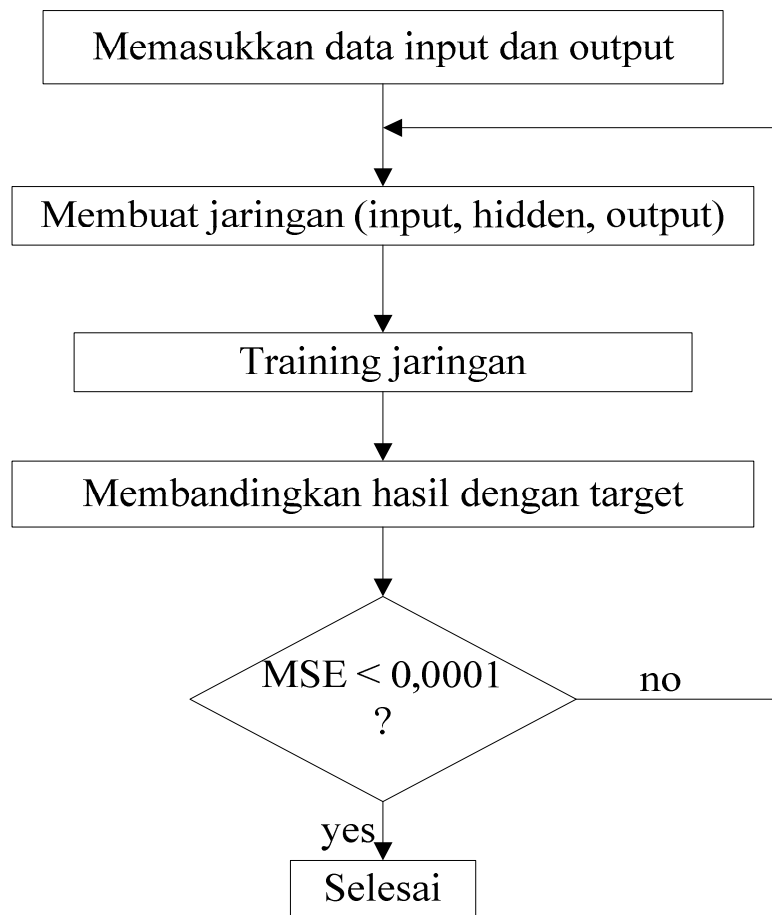 Memasukkan data input dan output
Membuat jaringan (input, hidden, output)
Training jaringan
Membandingkan hasil dengan target
MSE < 0,0001
?
no
yes
Selesai